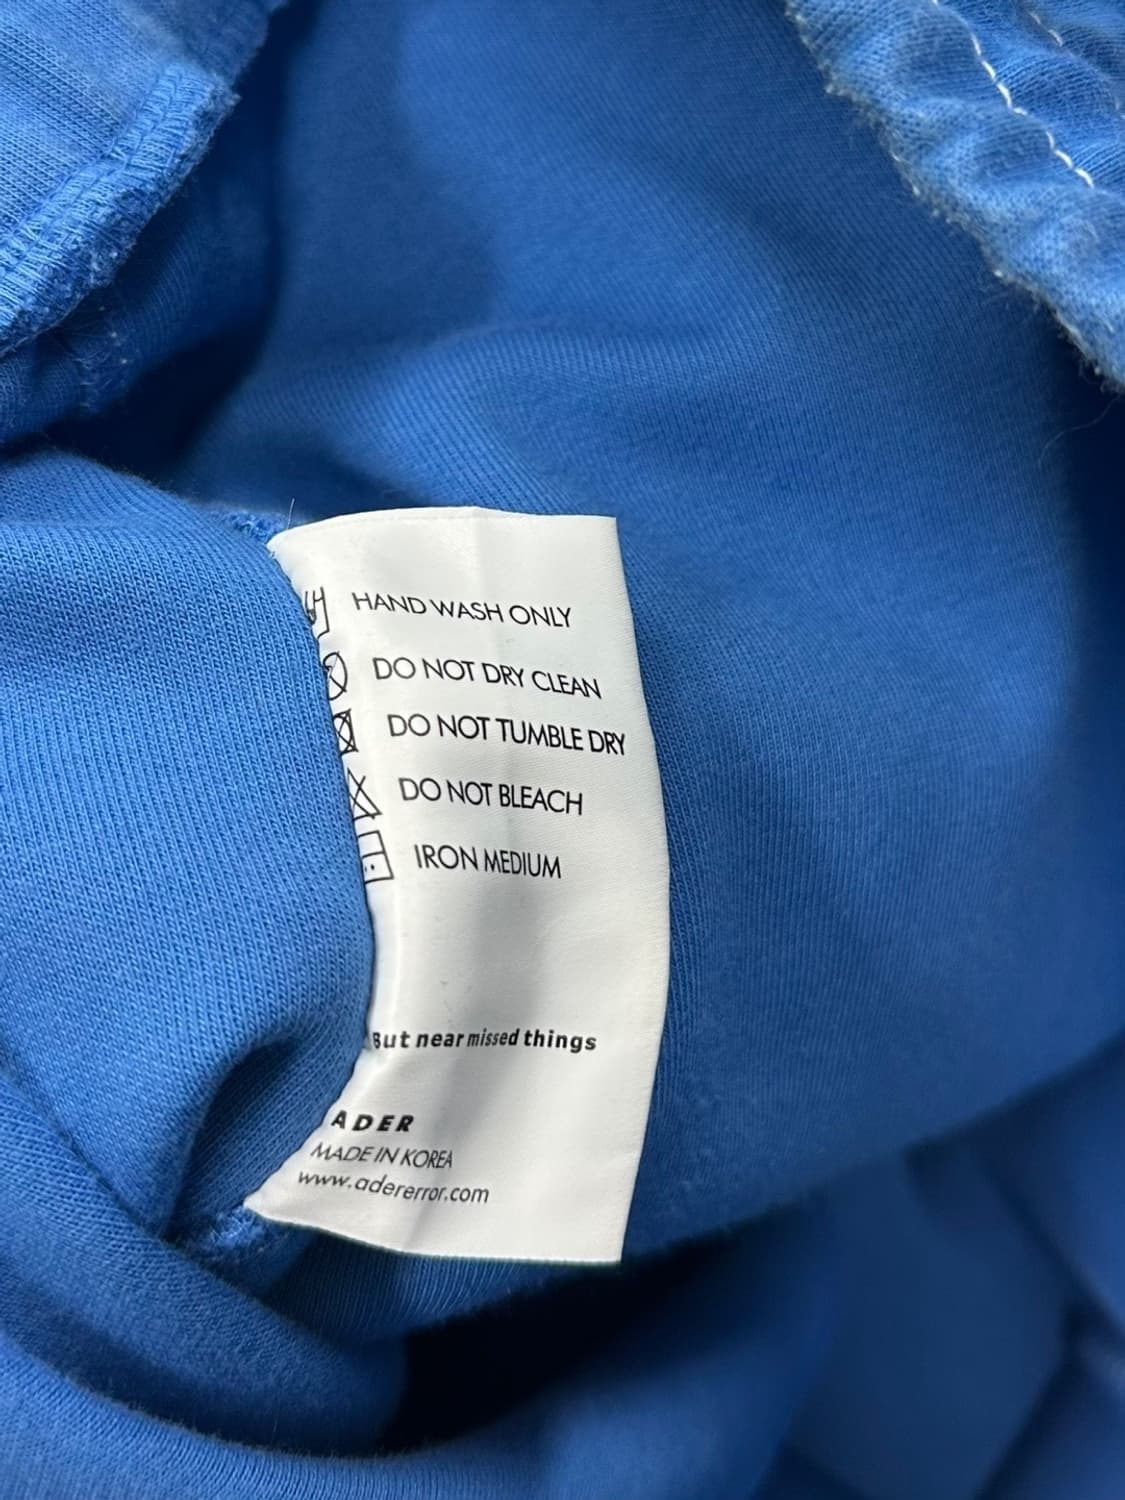 HAND WASH ONLY
DO NOT DRY CLEAN
DO NOT TUMBLE DRY
DO NOT BLEACH
IRON MEDIUM
But near missed things
ADER
MADE IN KOREA
www.adererror.com